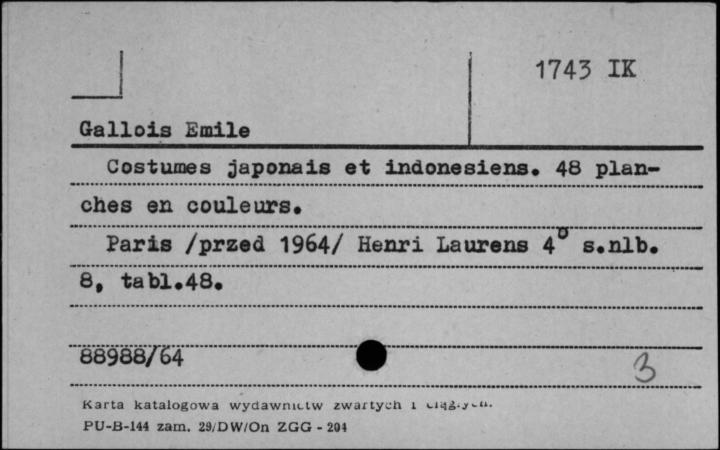 1743 IK
Gallois Emile
Costumes japonais et indonesiens. 48 plan-
ches en couleurs.
Paris /przed 1964/ Henri Laurens 4° s.nlb.
8, tabl.48.
88988/64
3
Karta katalogowa wydawnictw zwartych i ciągłych.
PU-B-144 zam. 29/DW/On ZGG - 204